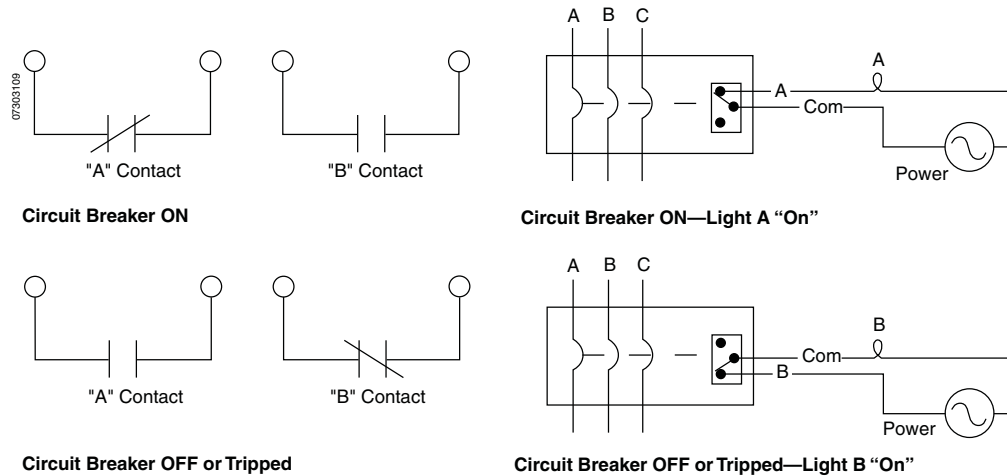 07303109
"A" Contact
"B" Contact
Circuit Breaker ON
A B C
A
A
Com
Power
Circuit Breaker ON—Light A “On”
"A" Contact
"B" Contact
Circuit Breaker OFF or Tripped
A B C
B
Com
B
Power
Circuit Breaker OFF or Tripped—Light B “On”